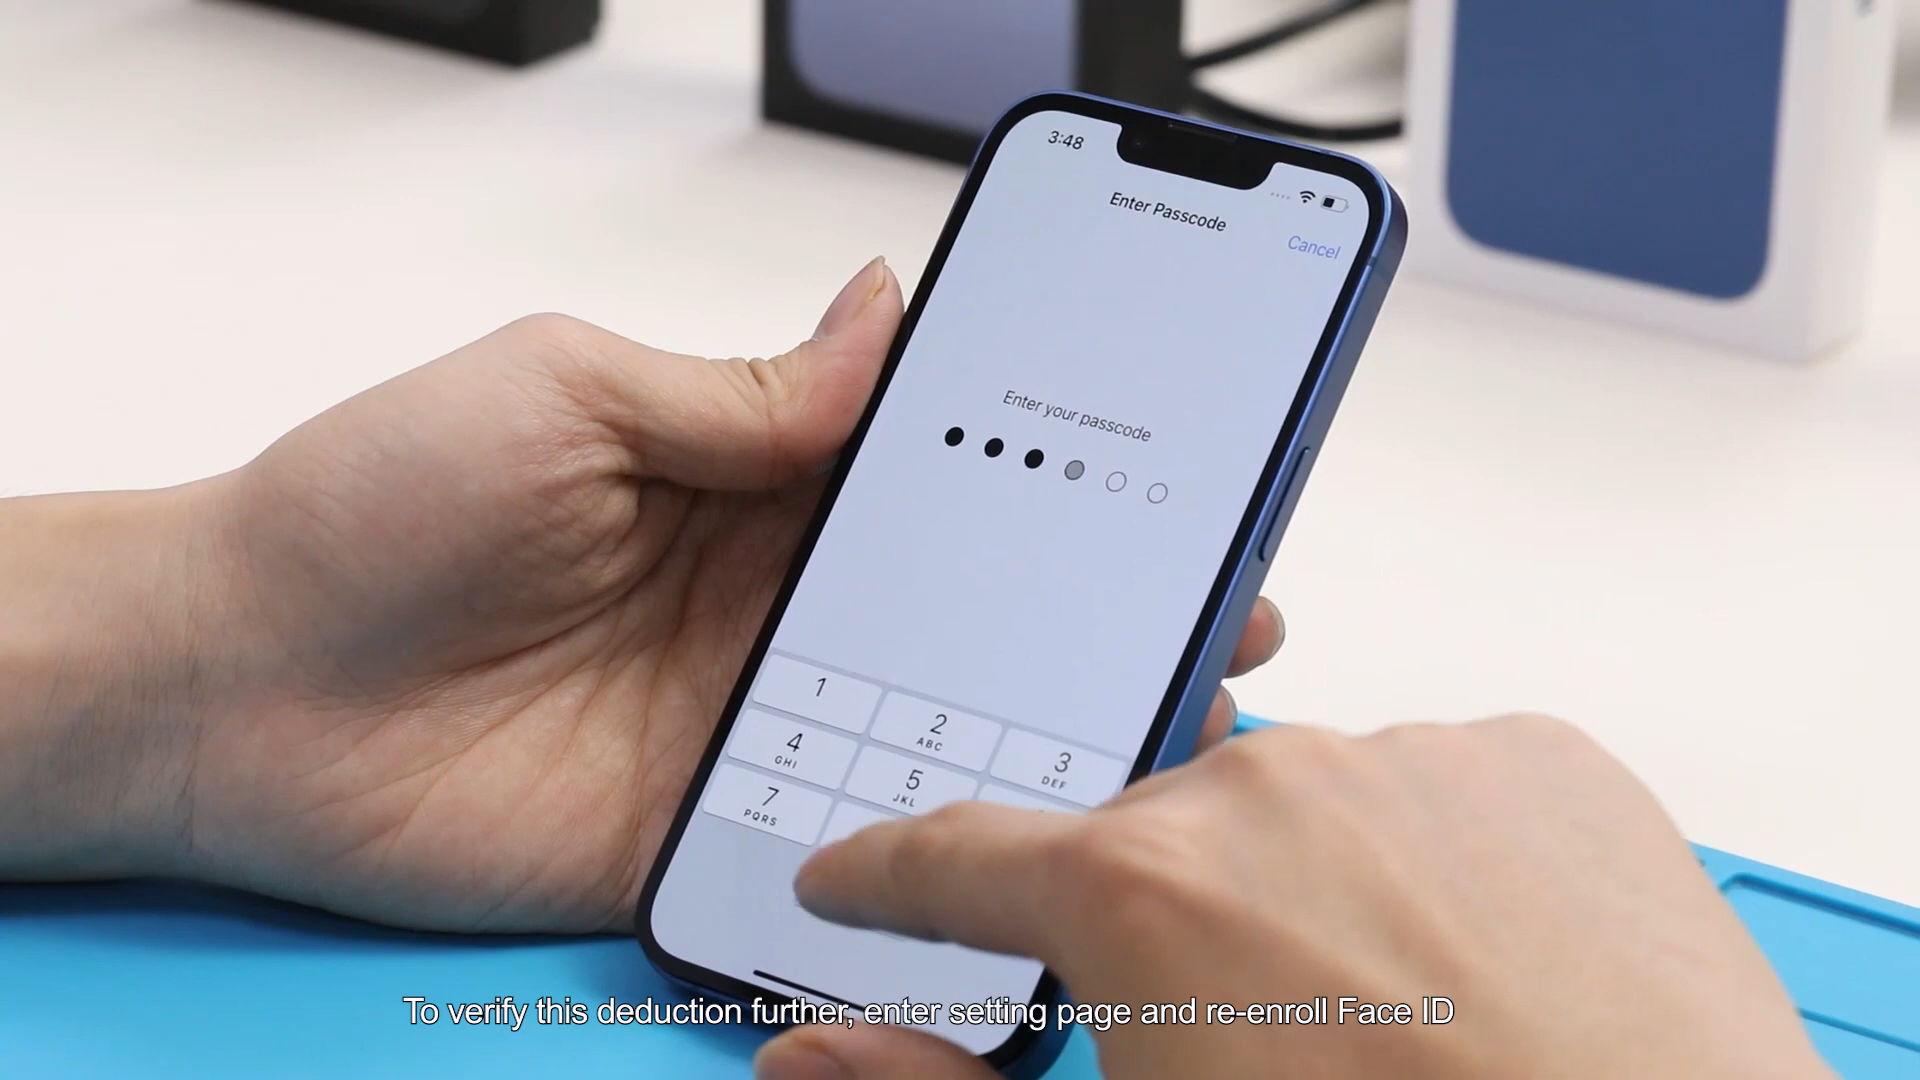 3:48
Enter Passcode
Cancel
Enter your passcode
1
2
ABC
3
DEF
4
GHI
5
JKL
7
PQRS
To verify this deduction further, enter setting page and re-enroll Face ID